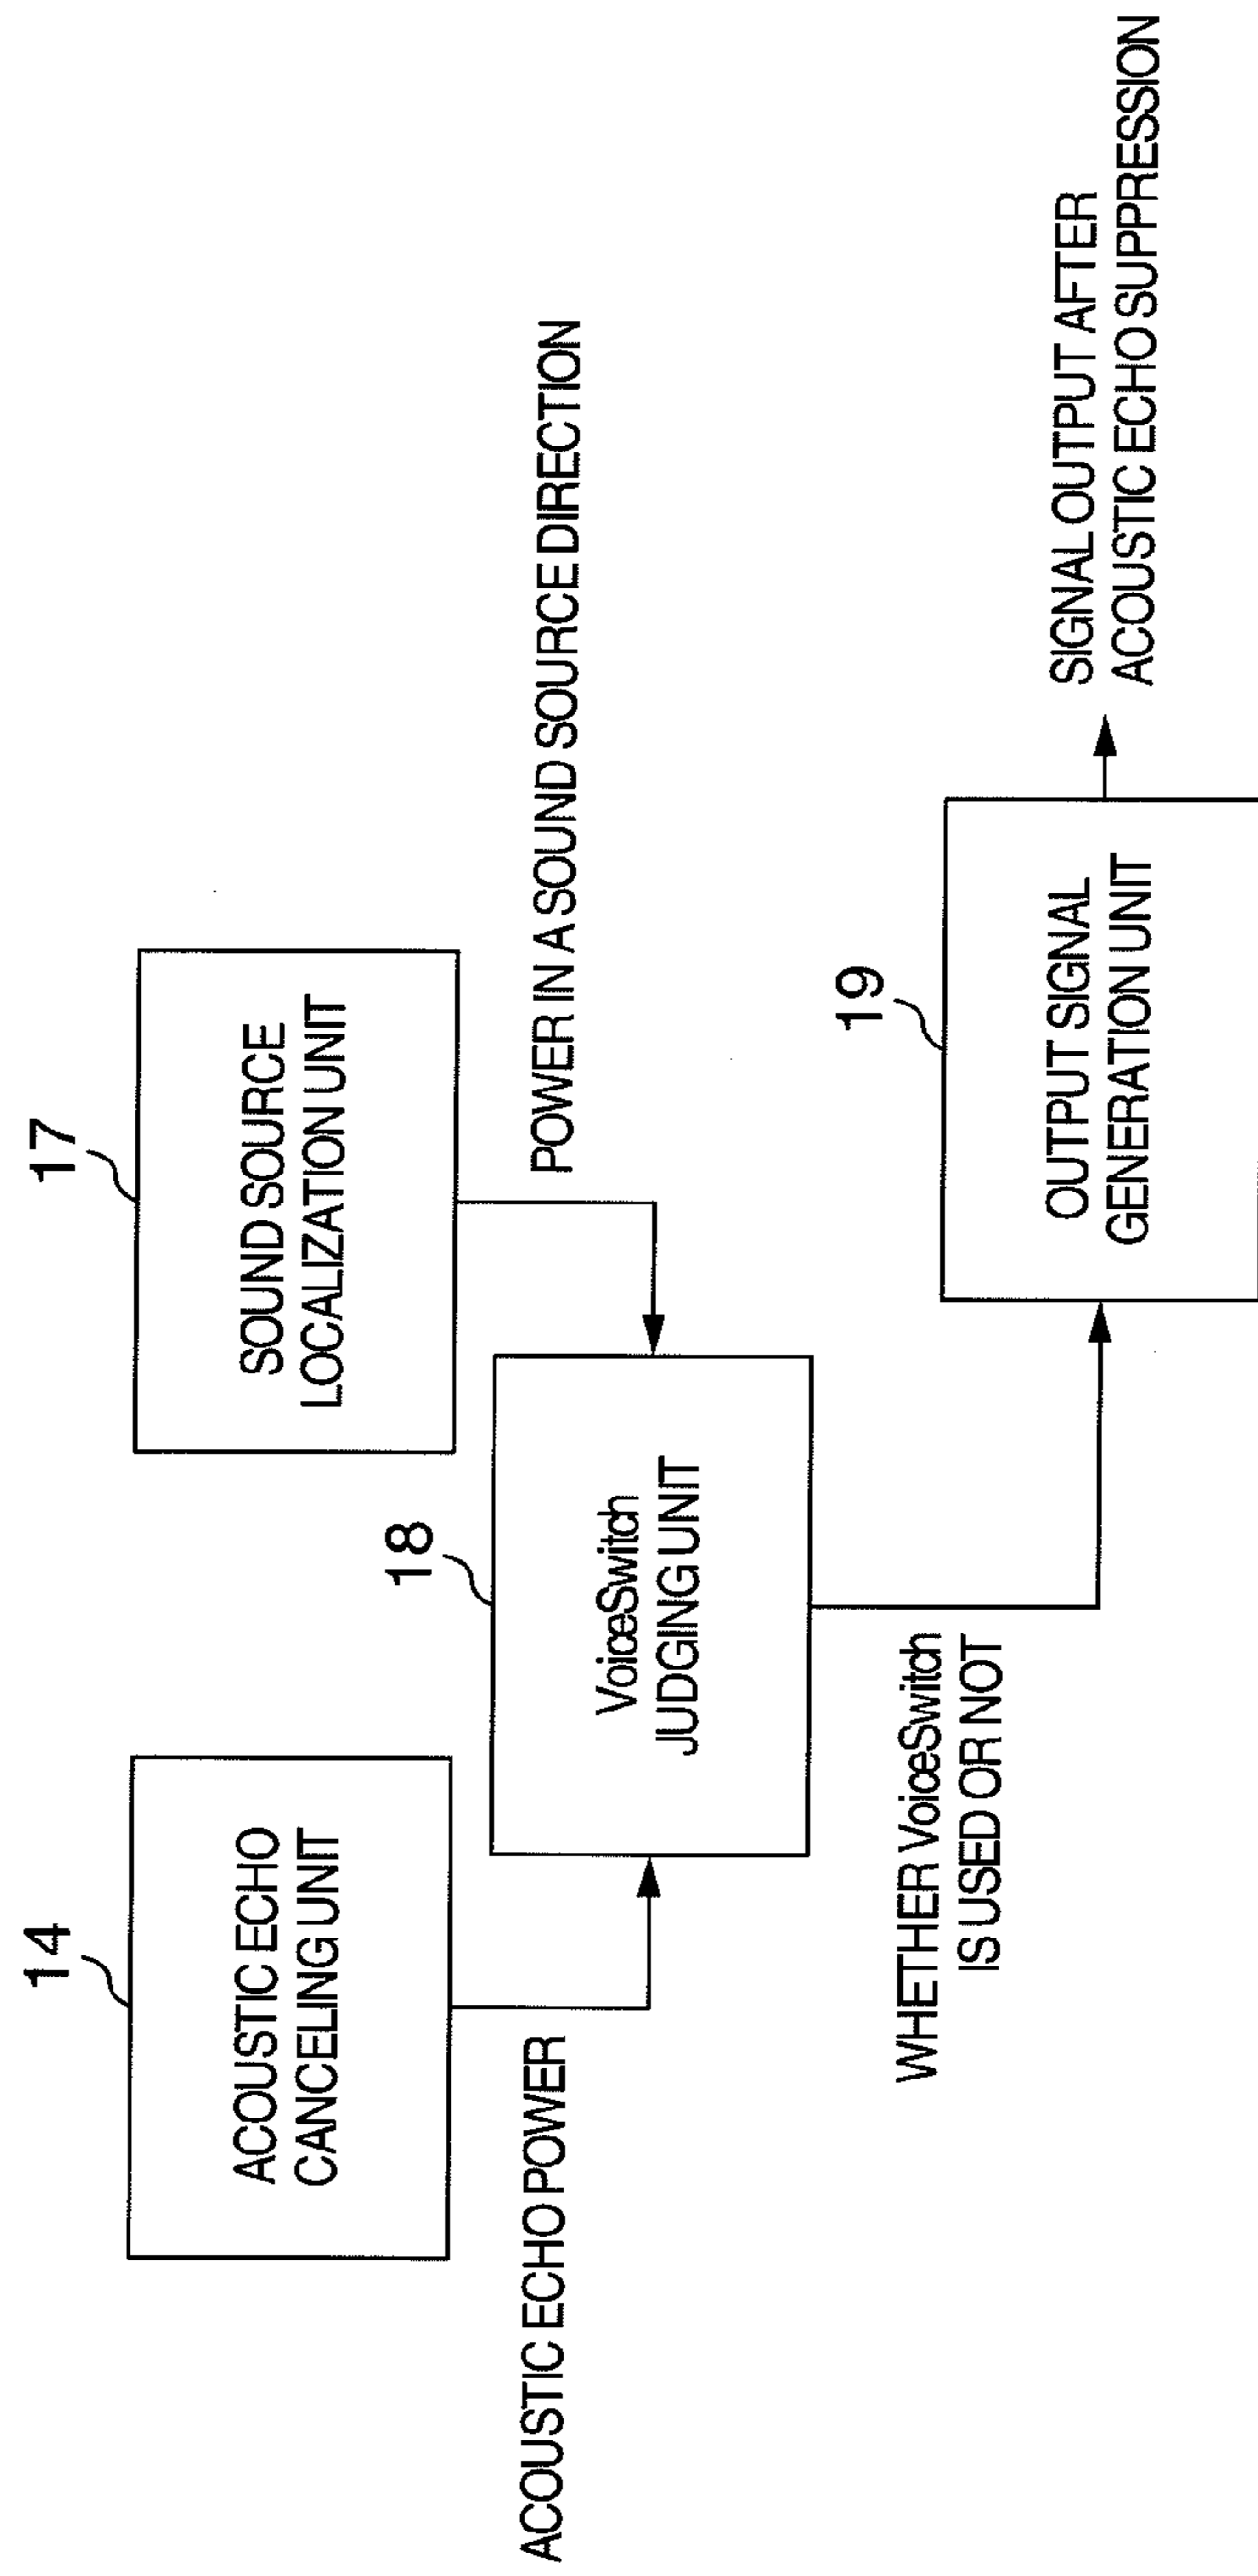 14
ACOUSTIC ECHO
CANCELING UNIT
17
SOUND SOURCE
LOCALIZATION UNIT
ACOUSTIC ECHO POWER
18
VoiceSwitch
JUDGING UNIT
POWER IN A SOUND SOURCE DIRECTION
WHETHER VoiceSwitch
IS USED OR NOT
19
OUTPUT SIGNAL
GENERATION UNIT
SIGNAL OUTPUT AFTER
ACOUSTIC ECHO SUPPRESSION